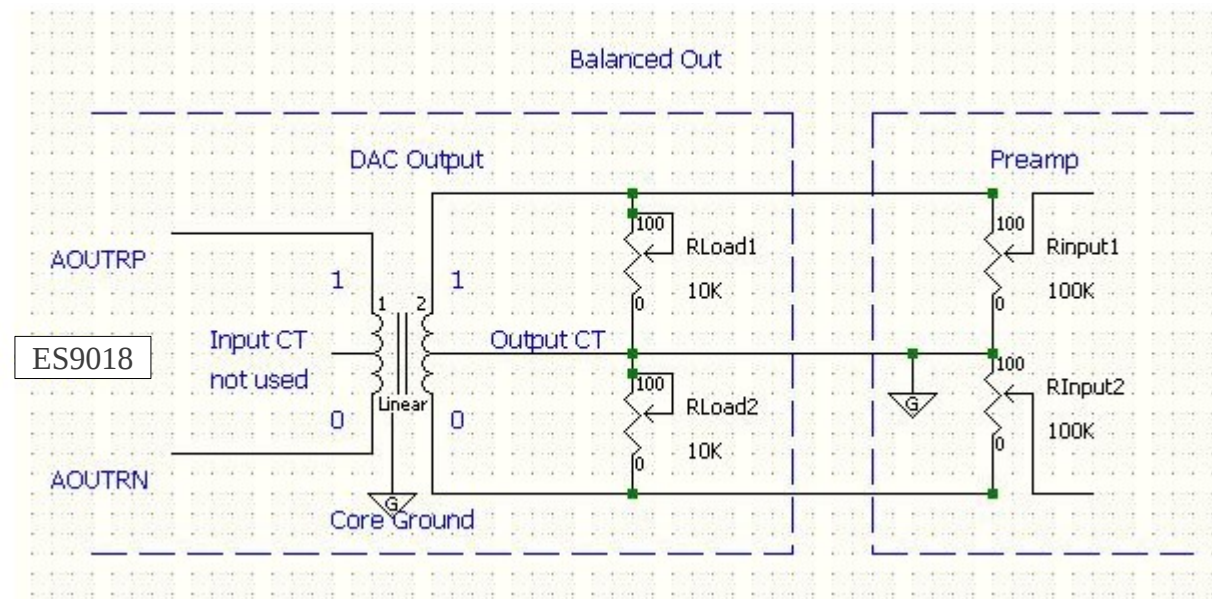 Balanced Out
DAC Output
Preamp
AOUTRP
1
1
1
2
100
RLoad1
10K
0
100
Rinput1
100K
0
Input CT
not used
Output CT
ES9018
Linear
0
0
100
RLoad2
10K
0
100
RInput2
100K
0
G
AOUTRN
G
Core Ground